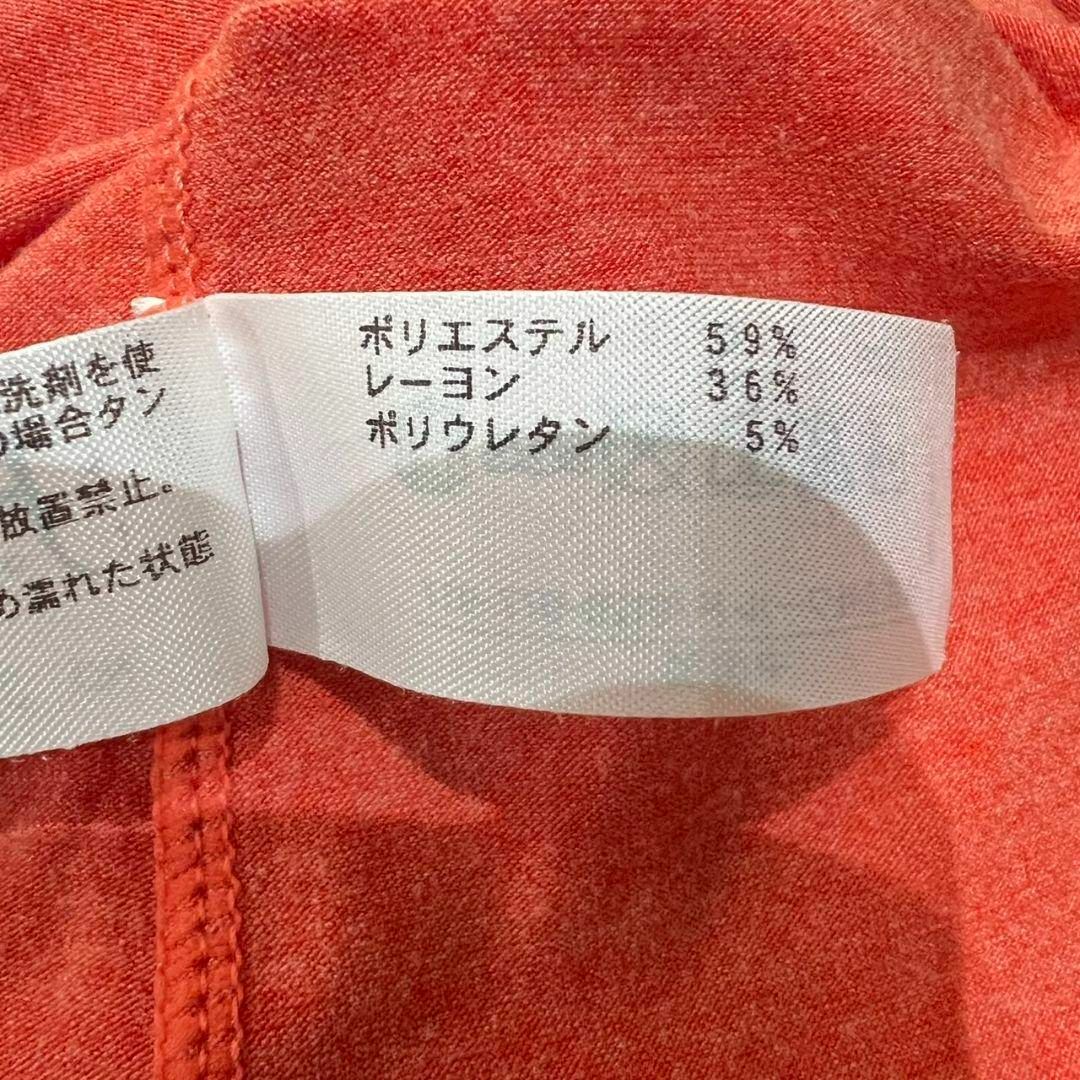 洗剤を使
の場合タン
放置禁止。
め濡れた状態
ポリエステル 59%
レーヨン 36%
ポリウレタン 5%